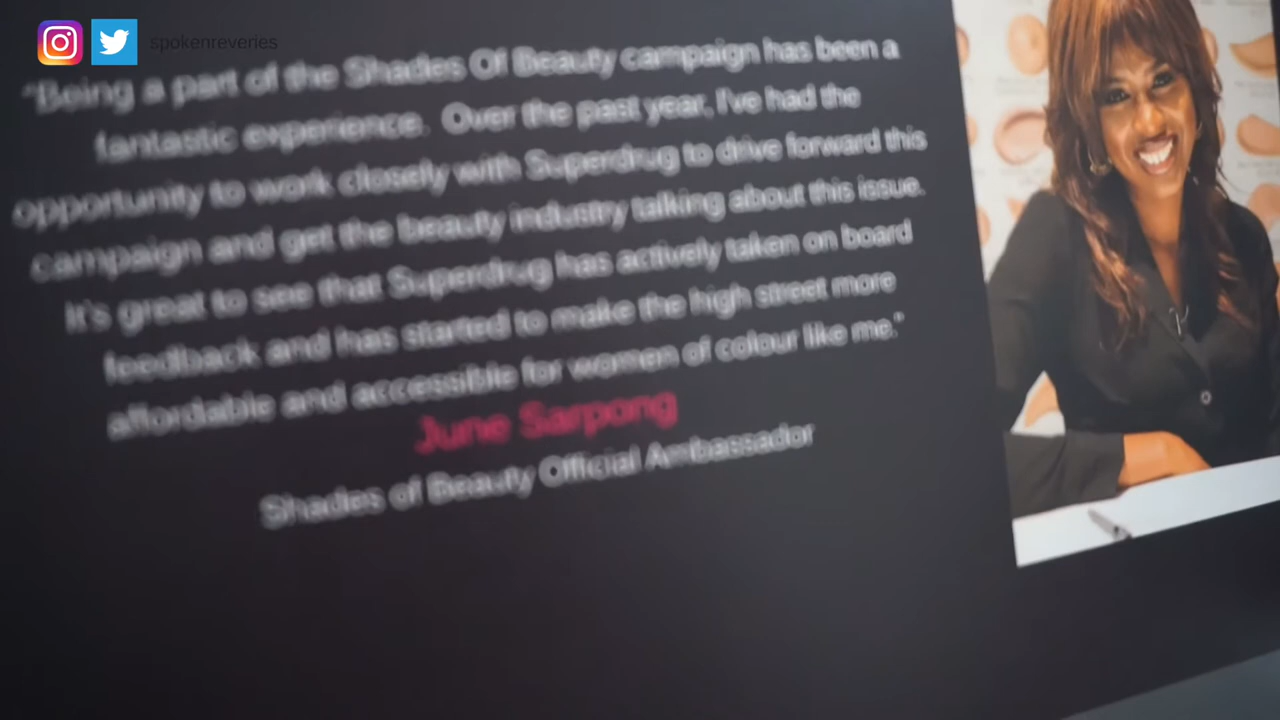 spokenreveries
"Being a part of the Shades Of Beauty campaign has been a
fantastic experience. Over the past year, I've had the
opportunity to work closely with Superdrug to drive forward this
campaign and get the beauty industry talking about this issue.
It's great to see that Superdrug has actively taken on board
feedback and has started to make the high street more
affordable and accessible for women of colour like me."
June Sarpong
Shades of Beauty Official Ambassador